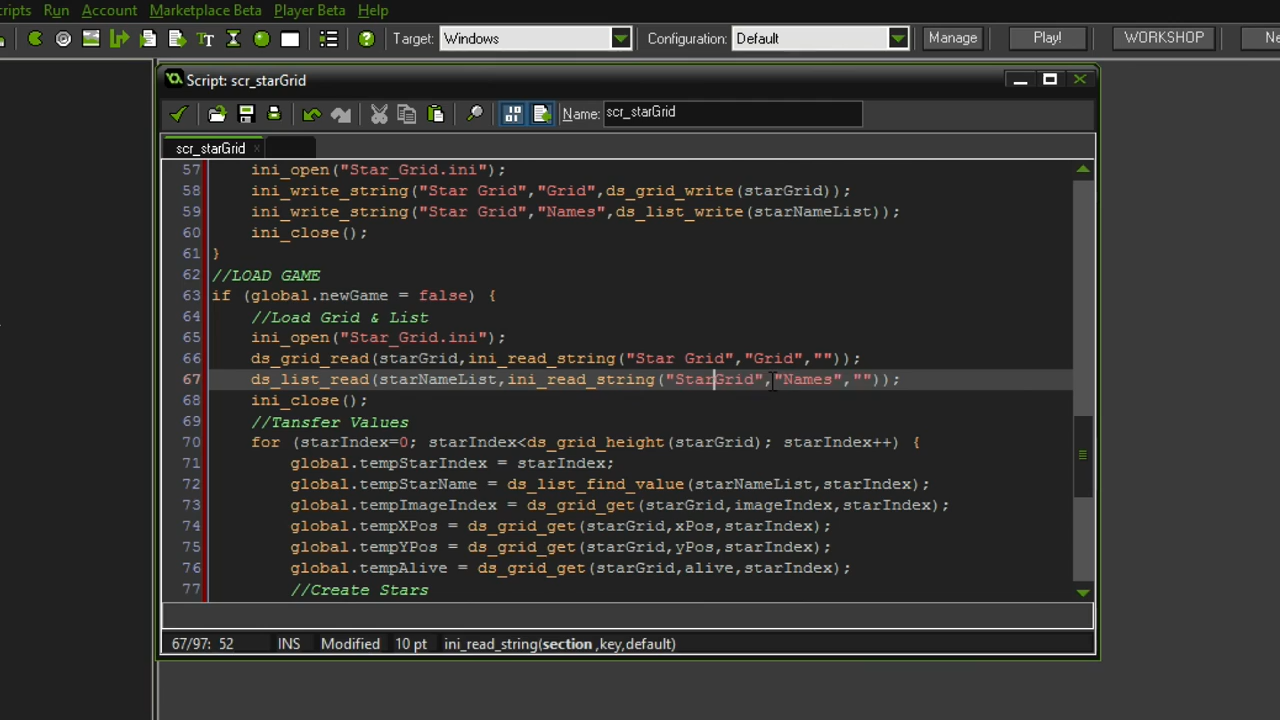 Scripts Run Account Marketplace Beta Player Beta Help
Target: Windows Configuration: Default Manage Play! WORKSHOP
Script: scr_starGrid
Name: scr_starGrid
scr_starGrid
57 ini_open("Star_Grid.ini");
58 ini_write_string("Star Grid","Grid",ds_grid_write(starGrid));
59 ini_write_string("Star Grid","Names",ds_list_write(starNameList));
60 ini_close();
61 }
62 //LOAD GAME
63 if (global.newGame = false) {
64 //Load Grid & List
65 ini_open("Star_Grid.ini");
66 ds_grid_read(starGrid,ini_read_string("Star Grid","Grid",""));
67 ds_list_read(starNameList,ini_read_string("StarGrid","Names",""));
68 ini_close();
69 //Tansfer Values
70 for (starIndex=0; starIndex<ds_grid_height(starGrid); starIndex++) {
71 global.tempStarIndex = starIndex;
72 global.tempStarName = ds_list_find_value(starNameList,starIndex);
73 global.tempImageIndex = ds_grid_get(starGrid,imageIndex,starIndex);
74 global.tempXPos = ds_grid_get(starGrid,xPos,starIndex);
75 global.tempYPos = ds_grid_get(starGrid,yPos,starIndex);
76 global.tempAlive = ds_grid_get(starGrid,alive,starIndex);
77 //Create Stars
67/97: 52 INS Modified 10 pt ini_read_string(section ,key,default)